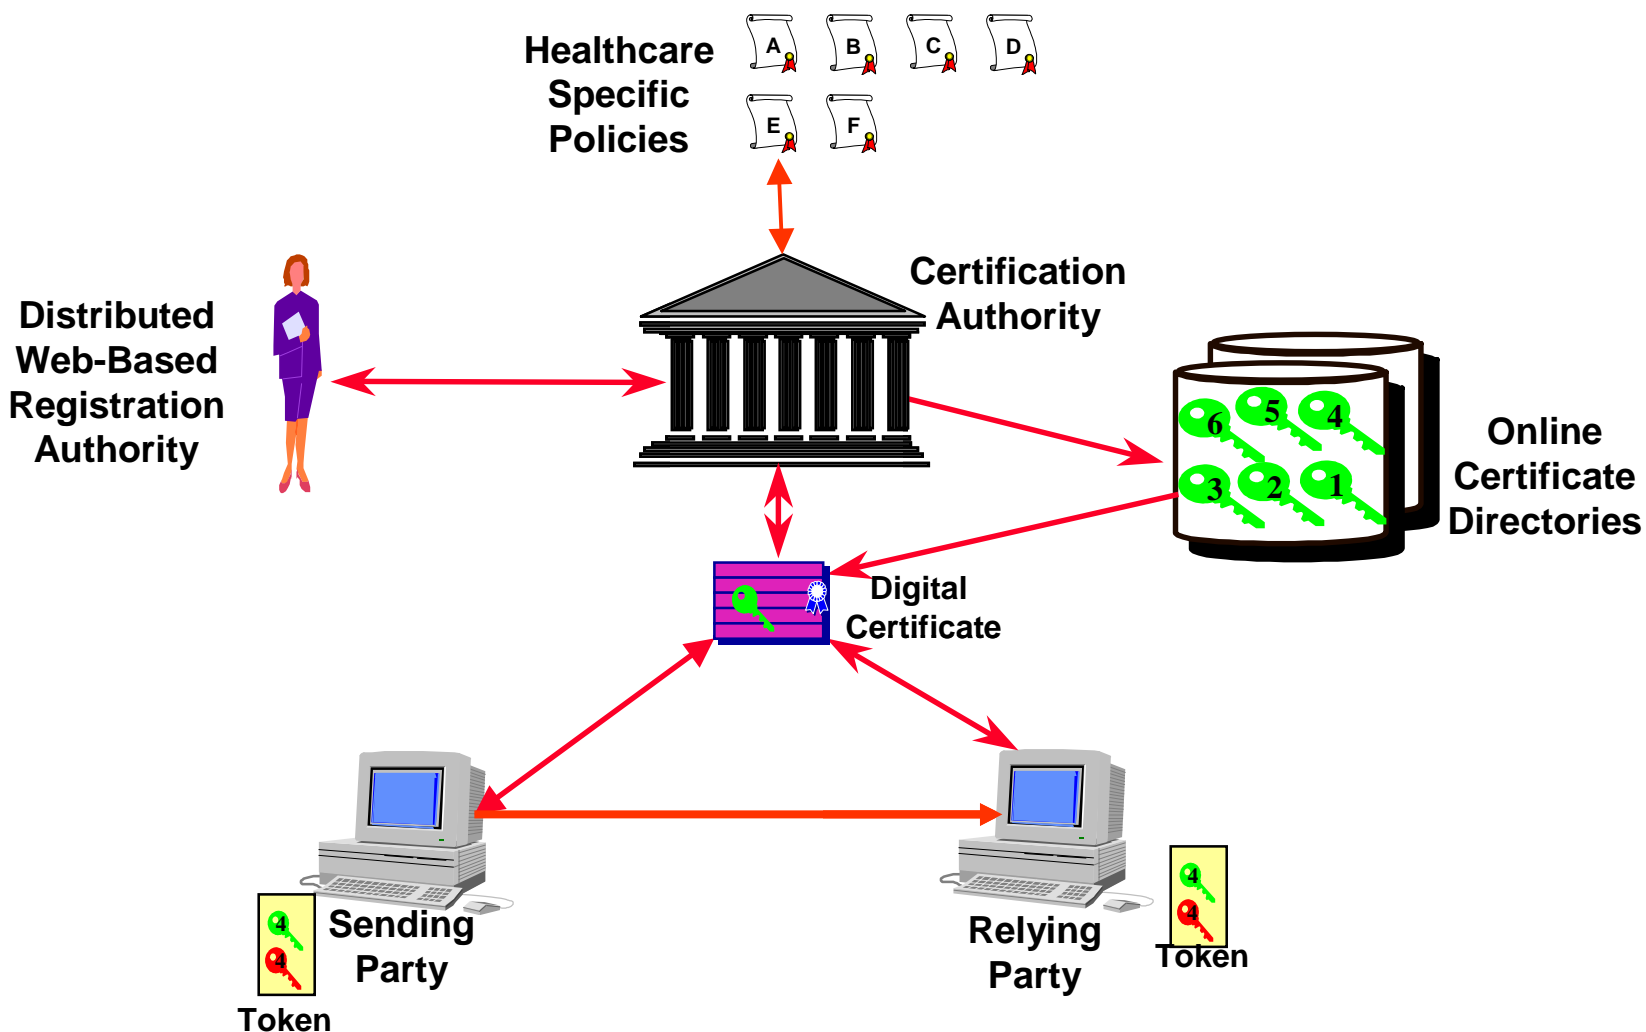 Healthcare
Specific
Policies
A B C D
E F
Certification
Authority
Distributed
Web-Based
Registration
Authority
6 5 4
3 2 1
Online
Certificate
Directories
Digital
Certificate
Sending
Party
4
4
Token
Relying
Party
4
4
Token